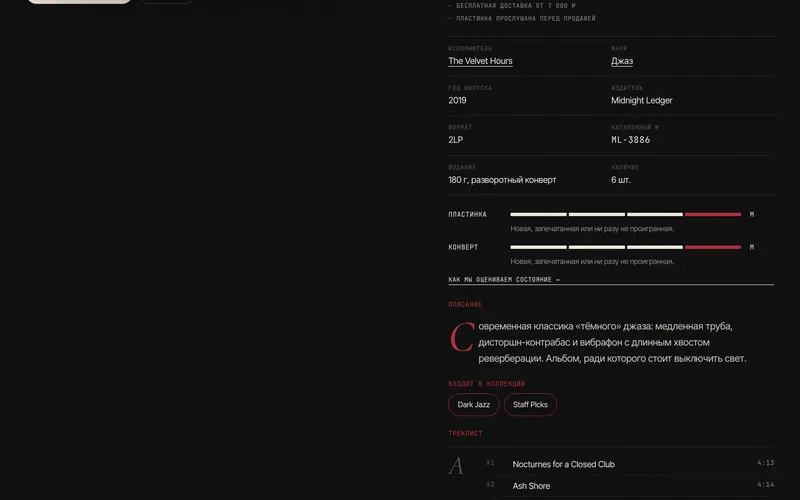 — БЕСПЛАТНАЯ ДОСТАВКА ОТ 7 000 ₽
— ПЛАСТИНКА ПРОСЛУШАНА ПЕРЕД ПРОДАЖЕЙ
ИСПОЛНИТЕЛЬ
The Velvet Hours
ЖАНР
Джаз
ГОД ВЫПУСКА
2019
ИЗДАТЕЛЬ
Midnight Ledger
ФОРМАТ
2LP
КАТАЛОЖНЫЙ №
ML-3886
ИЗДАНИЕ
180 г, разворотный конверт
НАЛИЧИЕ
6 шт.
ПЛАСТИНКА M
Новая, запечатанная или ни разу не проигранная.
КОНВЕРТ M
Новая, запечатанная или ни разу не проигранная.
КАК МЫ ОЦЕНИВАЕМ СОСТОЯНИЕ →
ОПИСАНИЕ
Современная классика «тёмного» джаза: медленная труба,
дисторшн-контрабас и вибрафон с длинным хвостом
реверберации. Альбом, ради которого стоит выключить свет.
ВХОДИТ В КОЛЛЕКЦИИ
Dark Jazz Staff Picks
ТРЕКЛИСТ
A A1 Nocturnes for a Closed Club 4:13
A2 Ash Shore 4:14